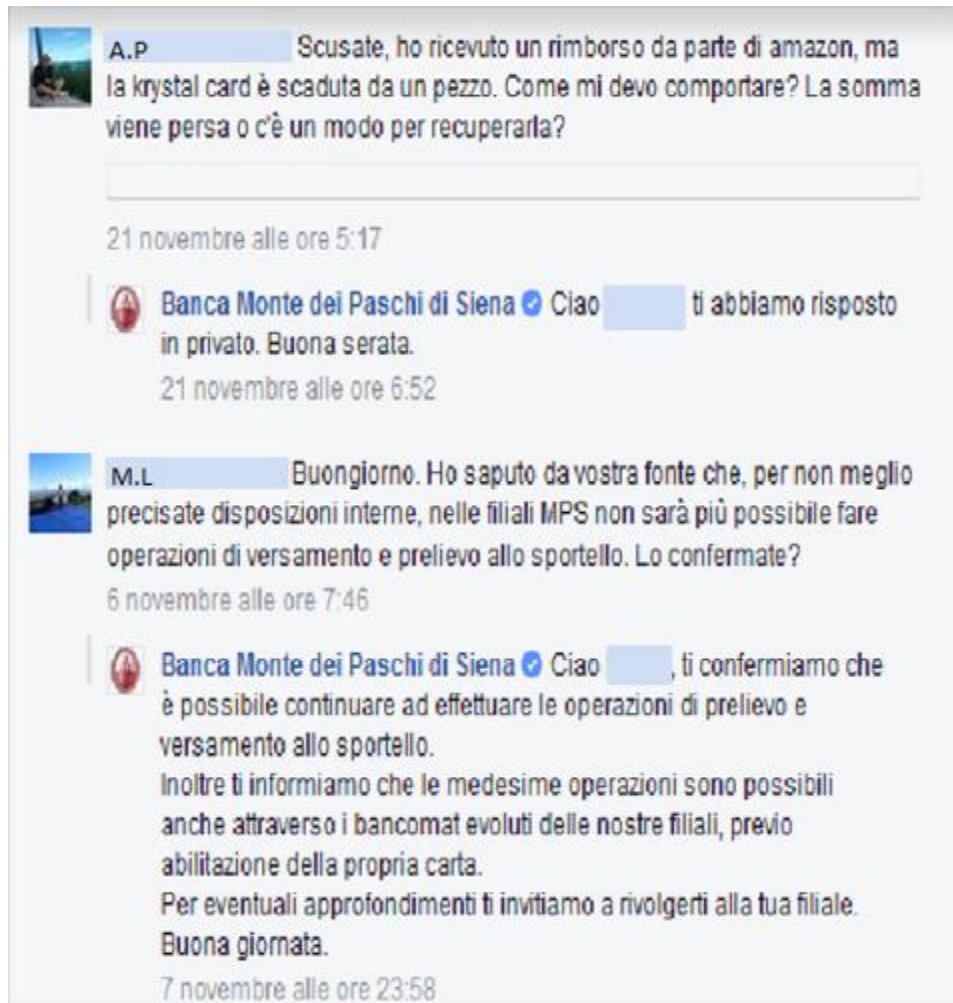 A.P Scusate, ho ricevuto un rimborso da parte di amazon, ma
la krystal card è scaduta da un pezzo. Come mi devo comportare? La somma
viene persa o c'è un modo per recuperarla?
21 novembre alle ore 5:17
Banca Monte dei Paschi di Siena Ciao ti abbiamo risposto
in privato. Buona serata.
21 novembre alle ore 6:52
M.L Buongiorno. Ho saputo da vostra fonte che, per non meglio
precisate disposizioni interne, nelle filiali MPS non sarà più possibile fare
operazioni di versamento e prelievo allo sportello. Lo confermate?
6 novembre alle ore 7:46
Banca Monte dei Paschi di Siena Ciao , ti confermiamo che
è possibile continuare ad effettuare le operazioni di prelievo e
versamento allo sportello.
Inoltre ti informiamo che le medesime operazioni sono possibili
anche attraverso i bancomat evoluti delle nostre filiali, previo
abilitazione della propria carta.
Per eventuali approfondimenti ti invitiamo a rivolgerti alla tua filiale.
Buona giornata.
7 novembre alle ore 23:58